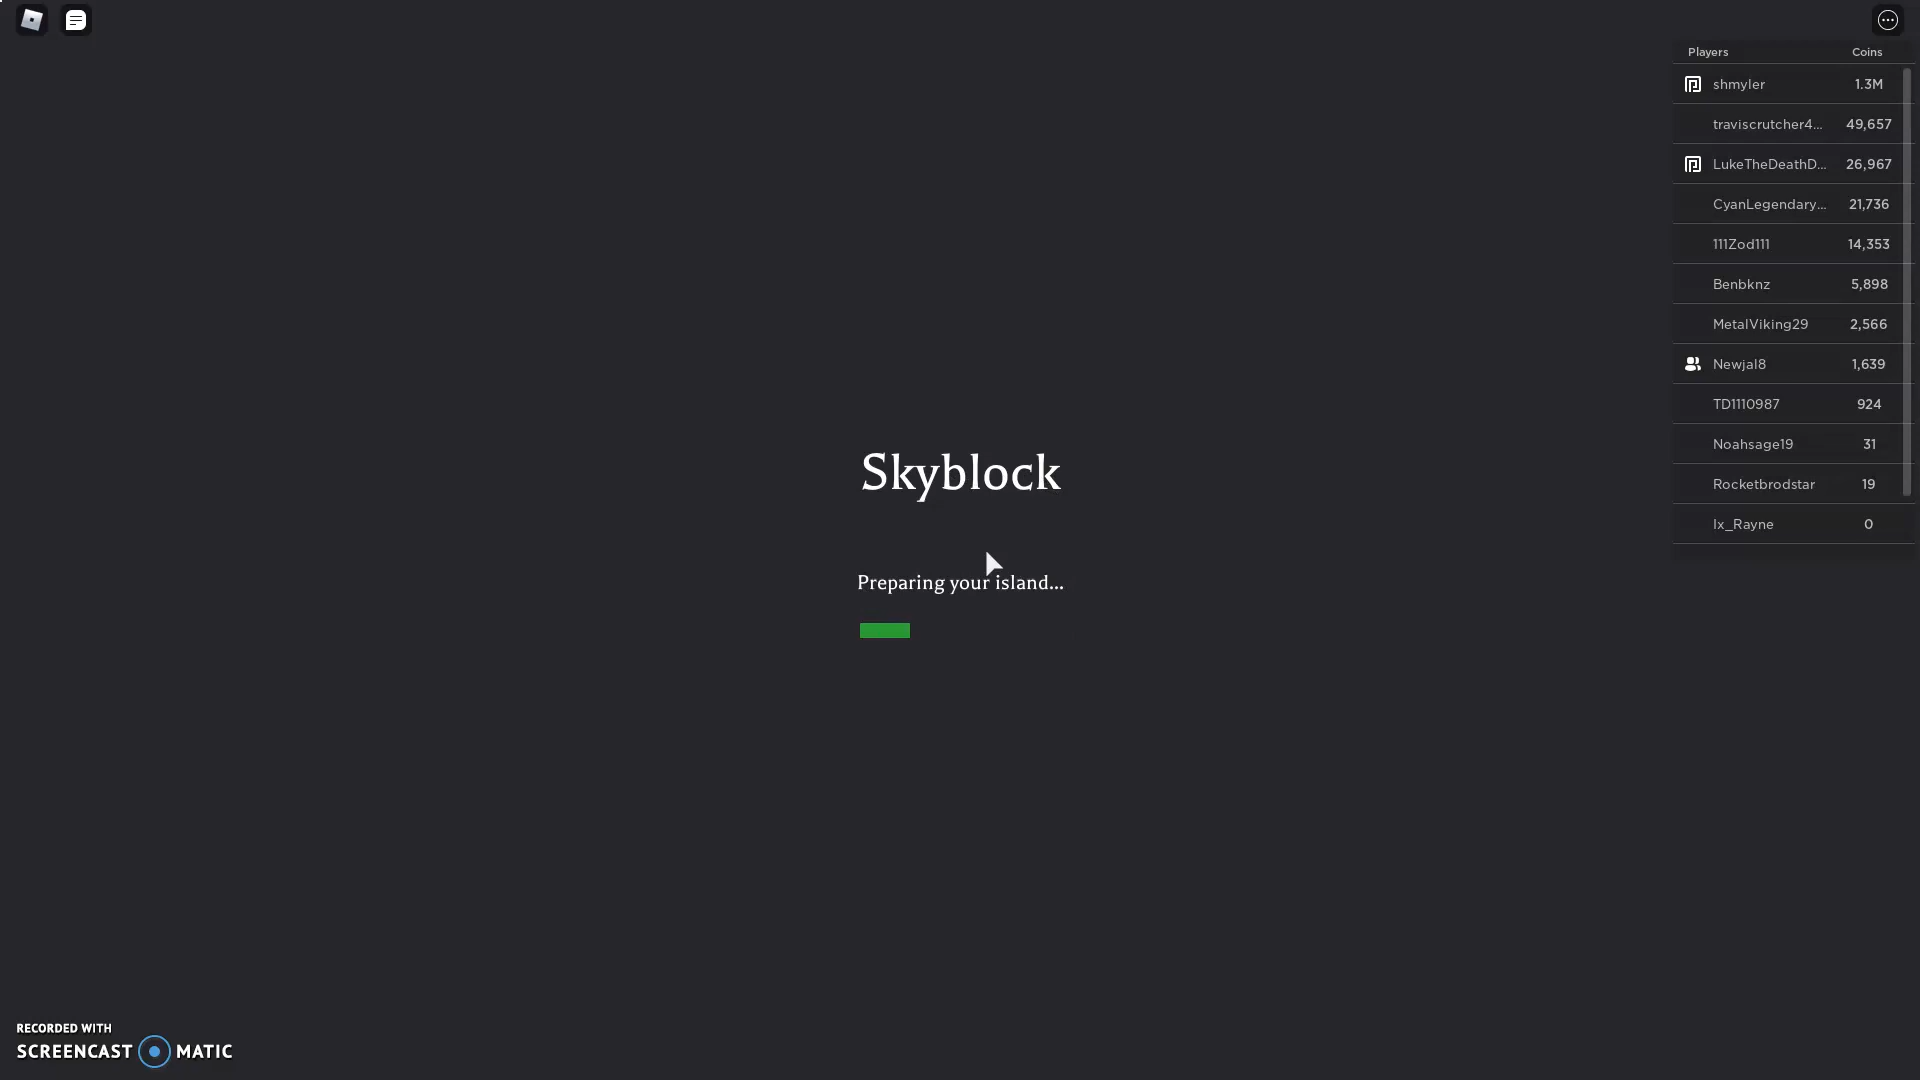 Players Coins
shmyler 1.3M
traviscrutcher4... 49,657
LukeTheDeathD... 26,967
CyanLegendary... 21,736
111Zod111 14,353
Benbknz 5,898
MetalViking29 2,566
Newjal8 1,639
TD1110987 924
Noahsage19 31
Rocketbrodstar 19
Ix_Rayne 0
Skyblock
Preparing your island...
RECORDED WITH
SCREENCAST MATIC